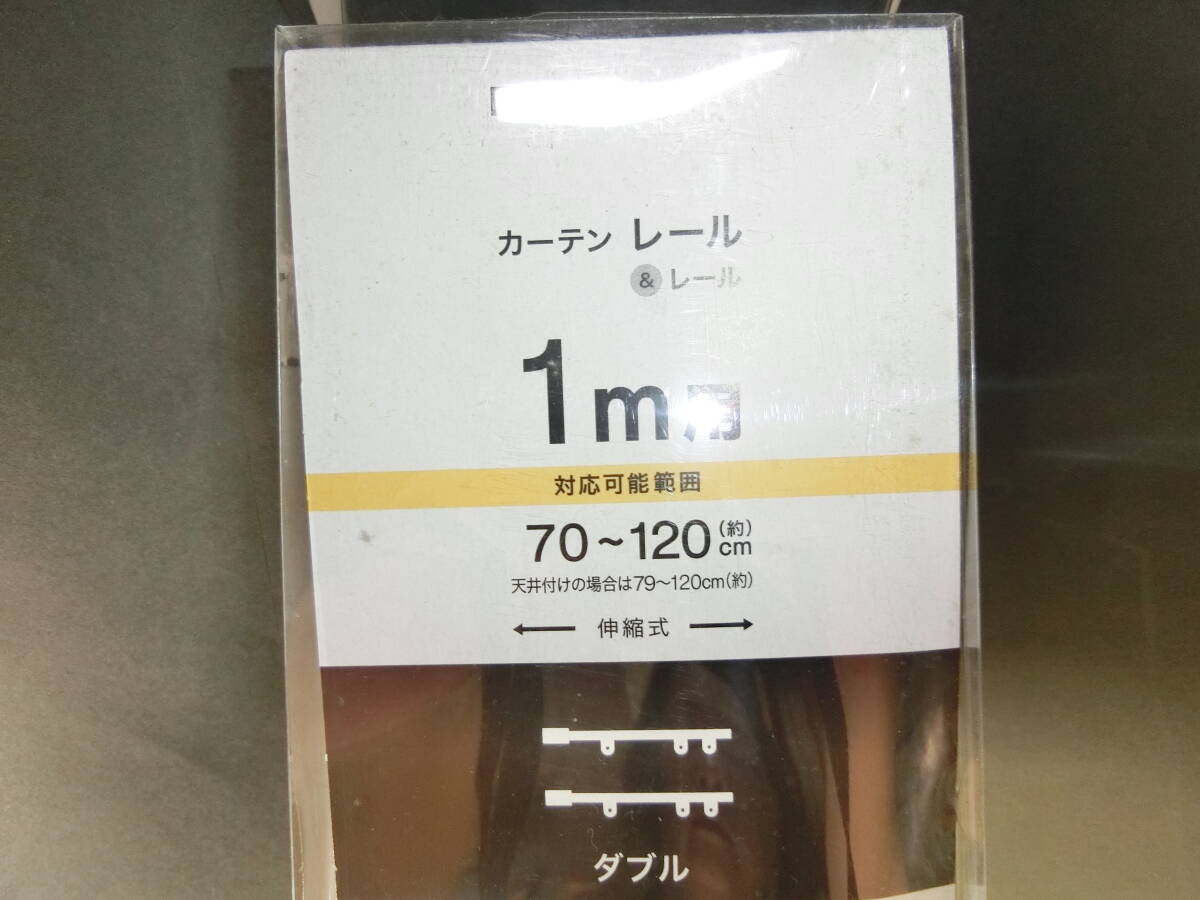 カーテン レール
& レール
1m用
対応可能範囲
70~120(約)cm
天井付けの場合は79~120cm(約)
← 伸縮式 →
ダブル